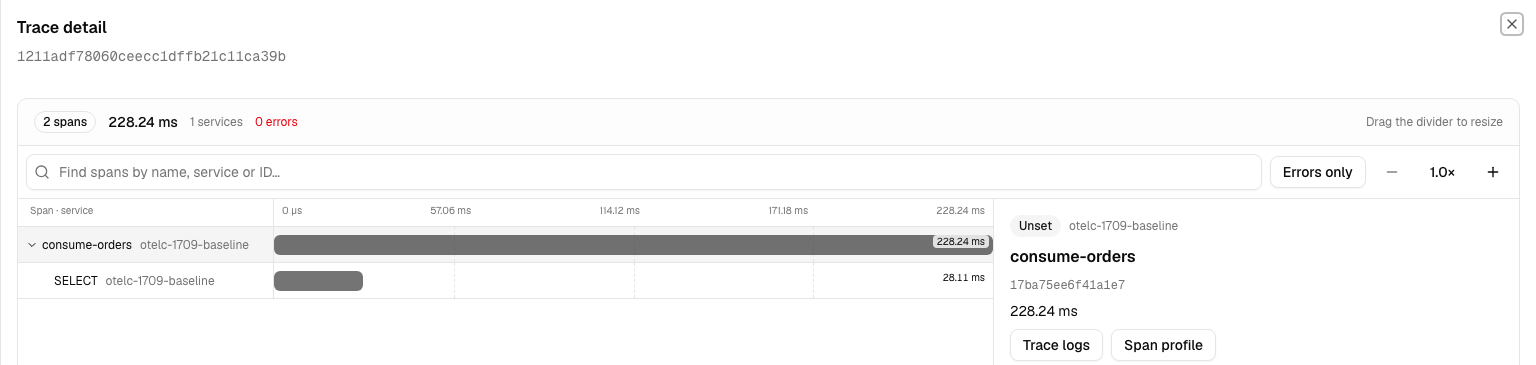 Trace detail
1211adf78060ceecc1dffb21c11ca39b
2 spans 228.24 ms 1 services 0 errors Drag the divider to resize
Find spans by name, service or ID... Errors only − 1.0× +
Span · service 0 µs 57.06 ms 114.12 ms 171.18 ms 228.24 ms
consume-orders otelc-1709-baseline 228.24 ms
SELECT otelc-1709-baseline 28.11 ms
Unset otelc-1709-baseline
consume-orders
17ba75ee6f41a1e7
228.24 ms
Trace logs Span profile